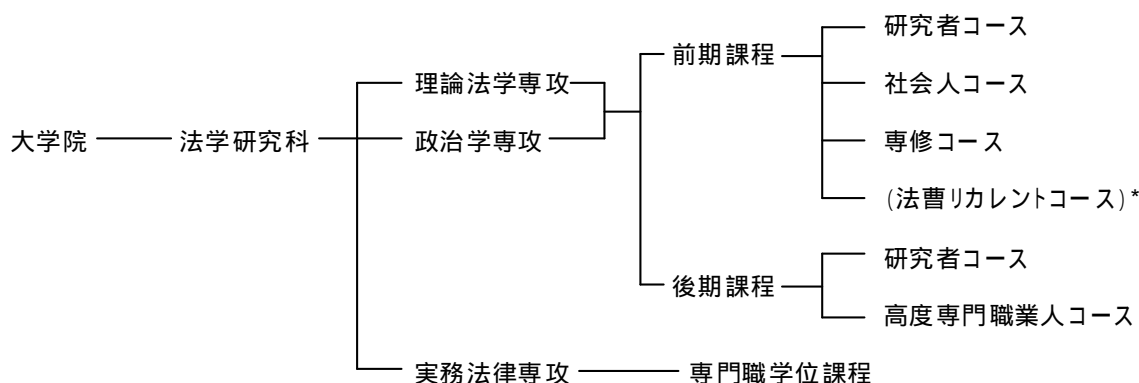 大学院
法学研究科
理論法学専攻
政治学専攻
実務法律専攻
前期課程
後期課程
専門職学位課程
研究者コース
社会人コース
専修コース
(法曹リカレントコース)*
研究者コース
高度専門職業人コース